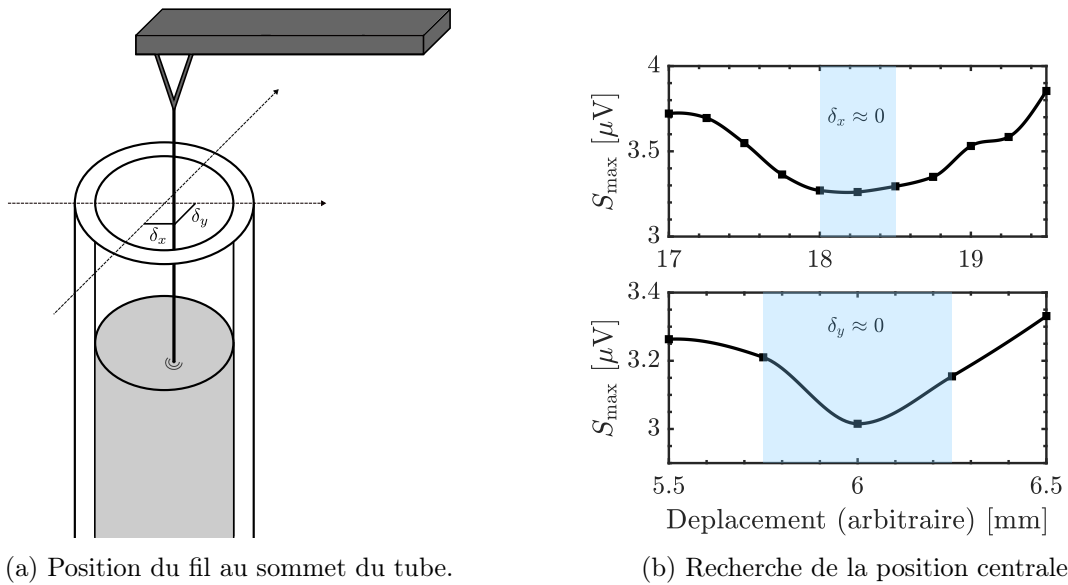 δx
δy
4
3.5
3
Smax [μV]
δx ≈ 0
17
18
19
3.4
3.2
3
Smax [μV]
δy ≈ 0
5.5
6
6.5
Deplacement (arbitraire) [mm]
(a) Position du fil au sommet du tube.
(b) Recherche de la position centrale